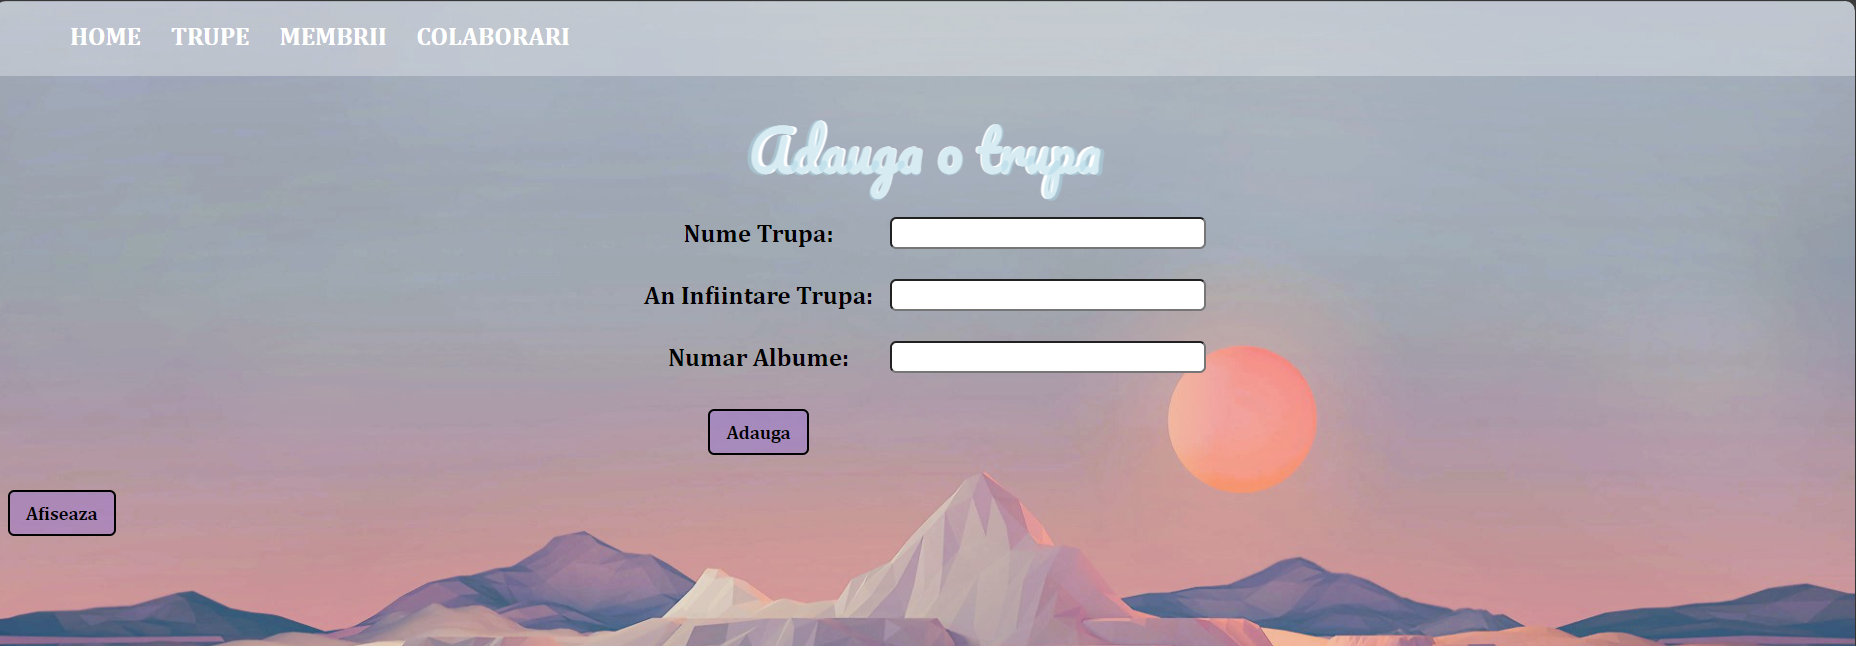 HOME TRUPE MEMBRII COLABORARI
Adauga o trupa
Nume Trupa:
An Infiintare Trupa:
Numar Albume:
Adauga
Afiseaza